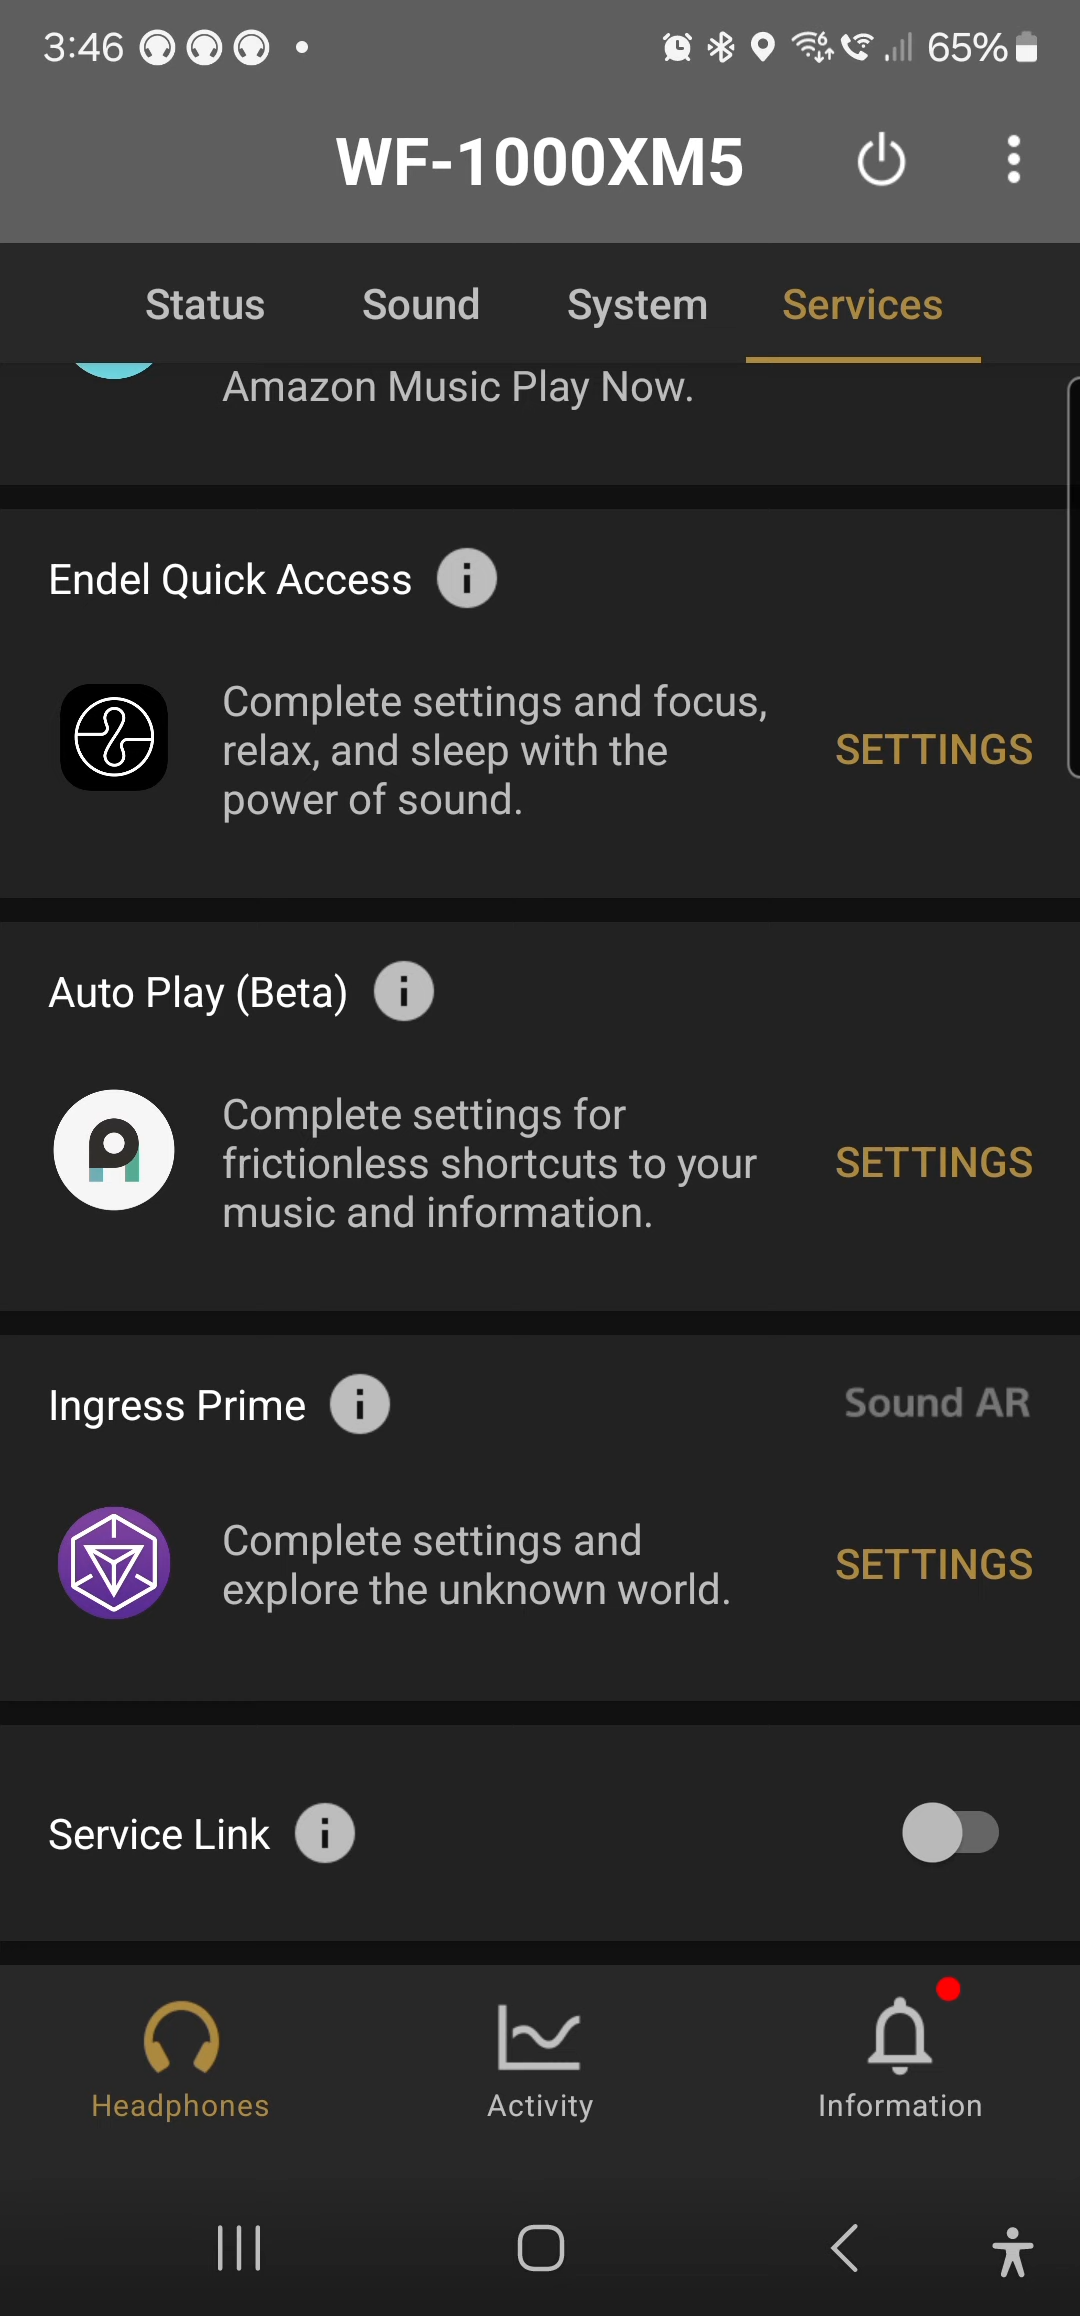 3:46
65%
WF-1000XM5
Status Sound System Services
Amazon Music Play Now.
Endel Quick Access
Complete settings and focus,
relax, and sleep with the
power of sound.
SETTINGS
Auto Play (Beta)
Complete settings for
frictionless shortcuts to your
music and information.
SETTINGS
Ingress Prime
Sound AR
Complete settings and
explore the unknown world.
SETTINGS
Service Link
Headphones Activity Information